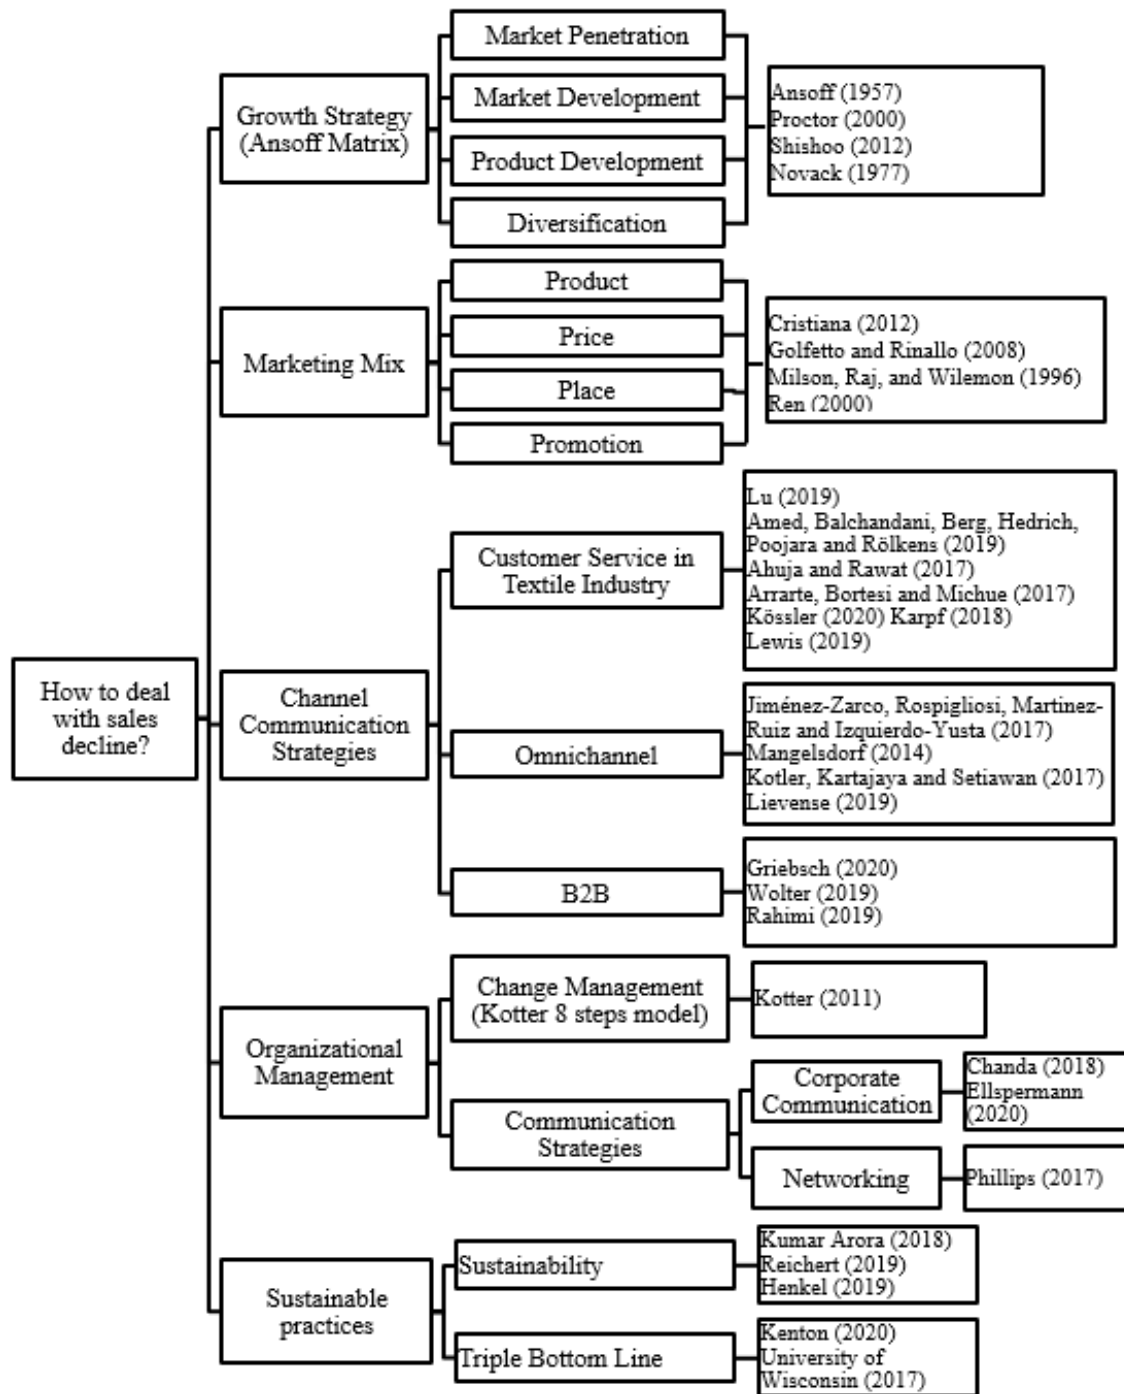 How to deal
with sales
decline?
Growth Strategy
(Ansoff Matrix)
Market Penetration
Market Development
Product Development
Diversification
Ansoff (1957)
Proctor (2000)
Shishoo (2012)
Novack (1977)
Marketing Mix
Product
Price
Place
Promotion
Cristiana (2012)
Golfetto and Rinallo (2008)
Milson, Raj, and Wilemon (1996)
Ren (2000)
Channel
Communication
Strategies
Customer Service in
Textile Industry
Lu (2019)
Amed, Balchandani, Berg, Hedrich,
Poojara and Rölkens (2019)
Ahuja and Rawat (2017)
Arrarte, Bortesi and Michue (2017)
Kössler (2020) Karpf (2018)
Lewis (2019)
Omnichannel
Jiménez-Zarco, Rospigliosi, Martinez-
Ruiz and Izquierdo-Yusta (2017)
Mangelsdorf (2014)
Kotler, Kartajaya and Setiawan (2017)
Lievense (2019)
B2B
Griebsch (2020)
Wolter (2019)
Rahimi (2019)
Organizational
Management
Change Management
(Kotter 8 steps model)
Kotter (2011)
Communication
Strategies
Corporate
Communication
Chanda (2018)
Ellspermann
(2020)
Networking
Phillips (2017)
Sustainable
practices
Sustainability
Kumar Arora (2018)
Reichert (2019)
Henkel (2019)
Triple Bottom Line
Kenton (2020)
University of
Wisconsin (2017)